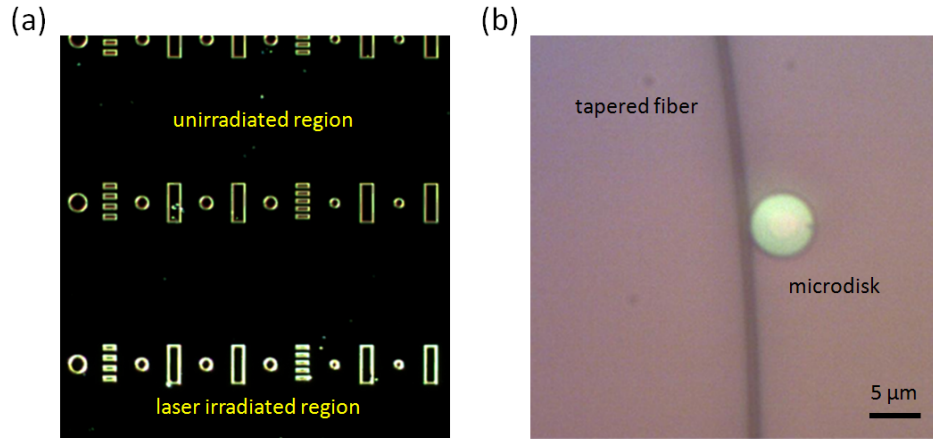 (a)
unirradiated region
laser irradiated region
(b)
tapered fiber
microdisk
5 µm